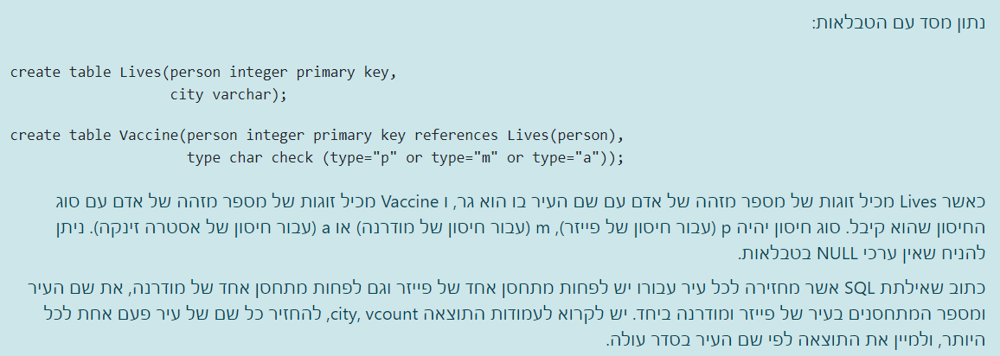 נתון מסד עם הטבלאות:
create table Lives(person integer primary key,
city varchar);
create table Vaccine(person integer primary key references Lives(person),
type char check (type="p" or type="m" or type="a"));
כאשר Lives מכיל זוגות של מספר מזהה של אדם עם שם העיר בו הוא גר, ו Vaccine מכיל זוגות של מספר מזהה של אדם עם סוג
החיסון שהוא קיבל. סוג חיסון יהיה p (עבור חיסון של פייזר), m (עבור חיסון של מודרנה) או a (עבור חיסון של אסטרה זינקה). ניתן
להניח שאין ערכי NULL בטבלאות.
כתוב שאילתת SQL אשר מחזירה לכל עיר עבורו יש לפחות מתחסן אחד של פייזר וגם לפחות מתחסן אחד של מודרנה, את שם העיר
ומספר המתחסנים בעיר של פייזר ומודרנה ביחד. יש לקרוא לעמודות התוצאה city, vcount, להחזיר כל שם של עיר פעם אחת לכל
היותר, ולמיין את התוצאה לפי שם העיר בסדר עולה.